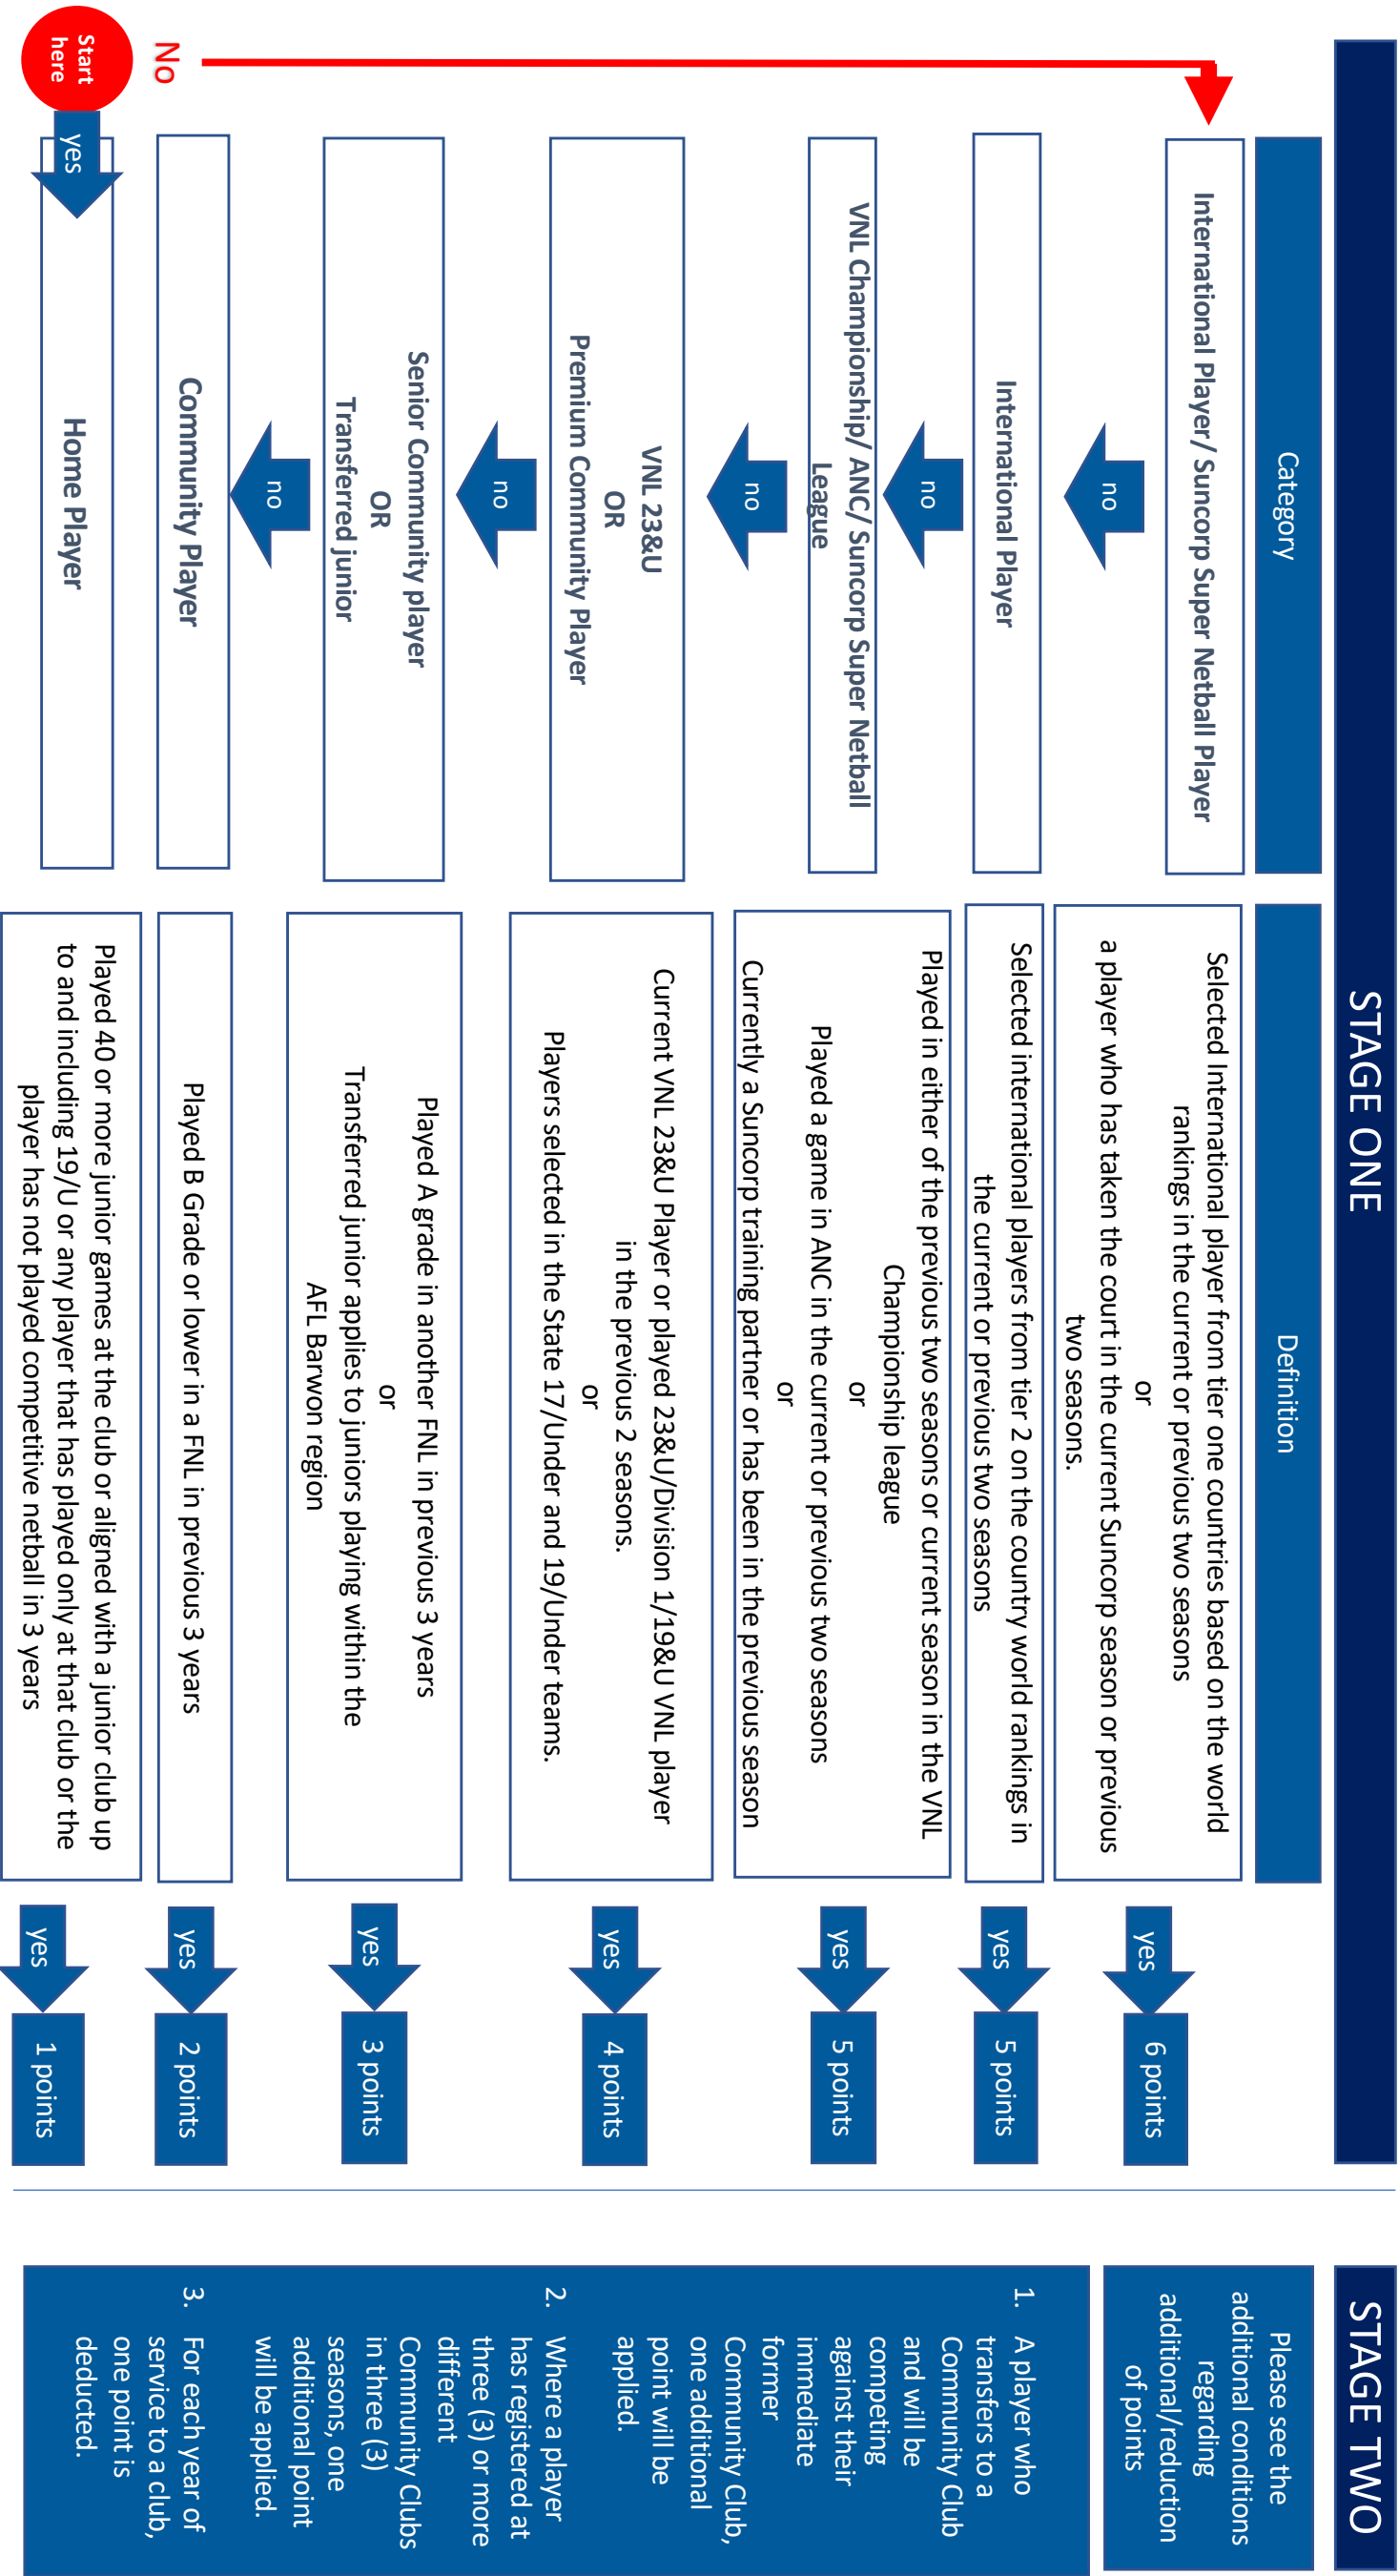 STAGE ONE
STAGE TWO
Category
Definition
No
International Player/ Suncorp Super Netball Player
Selected International player from tier one countries based on the world
rankings in the current or previous two seasons
or
a player who has taken the court in the current Suncorp season or previous
two seasons.
yes
6 points
no
International Player
Selected international players from tier 2 on the country world rankings in
the current or previous two seasons
yes
5 points
no
VNL Championship/ ANC/ Suncorp Super Netball
League
Played in either of the previous two seasons or current season in the VNL
Championship league
or
Played a game in ANC in the current or previous two seasons
or
Currently a Suncorp training partner or has been in the previous season
yes
5 points
no
VNL 23&U
OR
Premium Community Player
Current VNL 23&U Player or played 23&U/Division 1/19&U VNL player
in the previous 2 seasons.
or
Players selected in the State 17/Under and 19/Under teams.
yes
4 points
no
Senior Community player
OR
Transferred junior
Played A grade in another FNL in previous 3 years
or
Transferred junior applies to juniors playing within the
AFL Barwon region
yes
3 points
no
Community Player
Played B Grade or lower in a FNL in previous 3 years
yes
2 points
Start
here
yes
Home Player
Played 40 or more junior games at the club or aligned with a junior club up
to and including 19/U or any player that has played only at that club or the
player has not played competitive netball in 3 years
yes
1 points
Please see the
additional conditions
regarding
additional/reduction
of points
1. A player who
transfers to a
Community Club
and will be
competing
against their
immediate
former
Community Club,
one additional
point will be
applied.
2. Where a player
has registered at
three (3) or more
different
Community Clubs
in three (3)
seasons, one
additional point
will be applied.
3. For each year of
service to a club,
one point is
deducted.